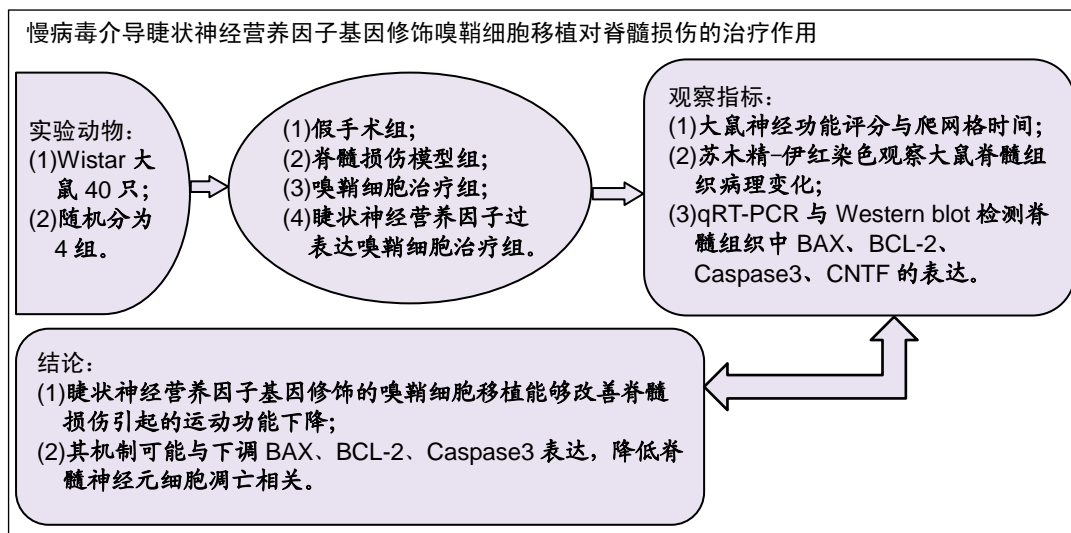 慢病毒介导睫状神经营养因子基因修饰嗅鞘细胞移植对脊髓损伤的治疗作用
实验动物：
(1)Wistar 大
鼠 40 只；
(2)随机分为
4 组。
(1)假手术组；
(2)脊髓损伤模型组；
(3)嗅鞘细胞治疗组；
(4)睫状神经营养因子过
表达嗅鞘细胞治疗组。
观察指标：
(1)大鼠神经功能评分与爬网格时间；
(2)苏木精-伊红染色观察大鼠脊髓组
织病理变化；
(3)qRT-PCR 与 Western blot 检测脊
髓组织中 BAX、BCL-2、
Caspase3、CNTF 的表达。
结论：
(1)睫状神经营养因子基因修饰的嗅鞘细胞移植能够改善脊髓
损伤引起的运动功能下降；
(2)其机制可能与下调 BAX、BCL-2、Caspase3 表达，降低脊
髓神经元细胞凋亡相关。